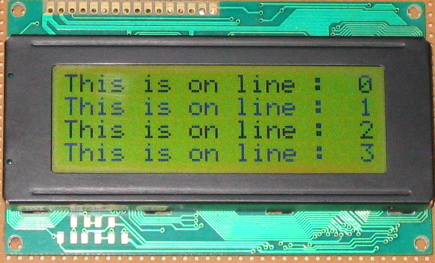 This is on line :  0
This is on line :  1
This is on line :  2
This is on line :  3